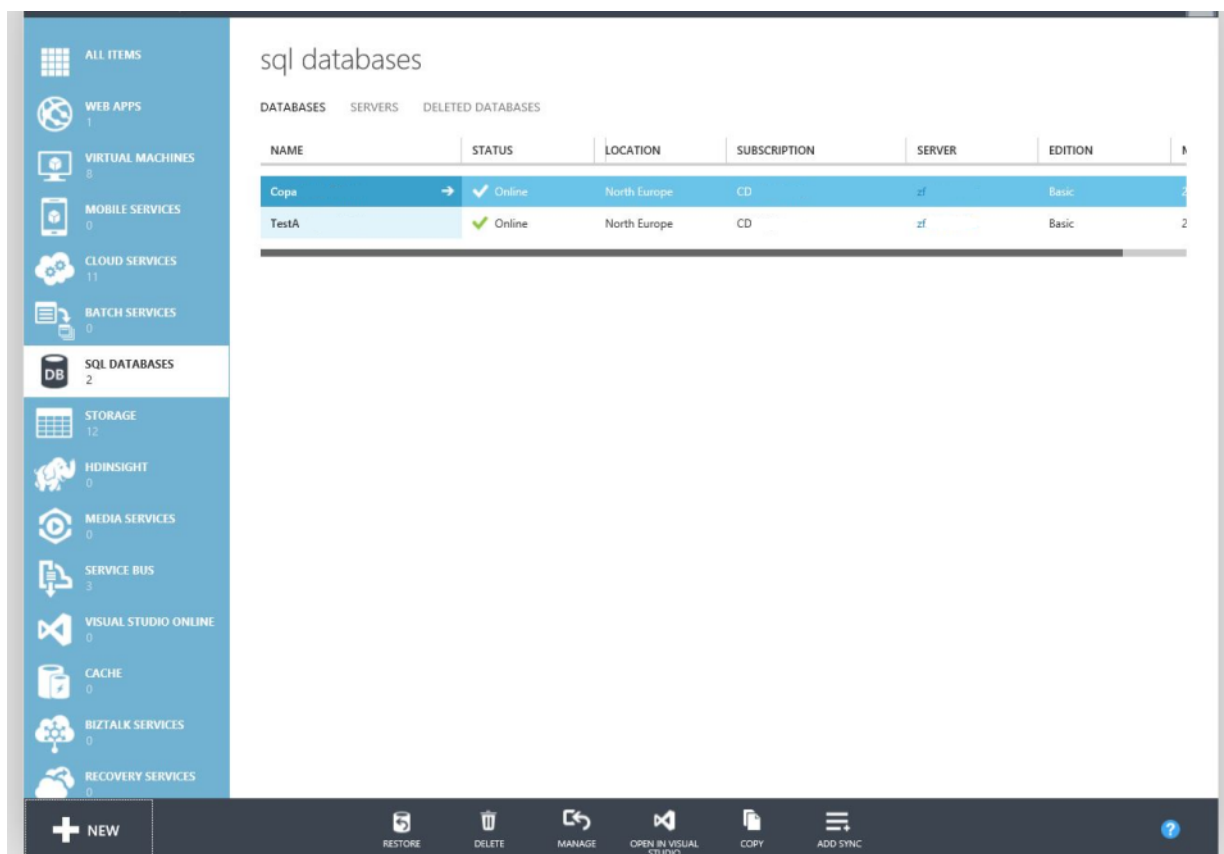 ALL ITEMS
WEB APPS
1
VIRTUAL MACHINES
8
MOBILE SERVICES
0
CLOUD SERVICES
11
BATCH SERVICES
0
SQL DATABASES
2
STORAGE
12
HDINSIGHT
0
MEDIA SERVICES
0
SERVICE BUS
3
VISUAL STUDIO ONLINE
0
CACHE
0
BIZTALK SERVICES
0
RECOVERY SERVICES
0
DB
sql databases
DATABASES SERVERS DELETED DATABASES
NAME STATUS LOCATION SUBSCRIPTION SERVER EDITION
Copa Online North Europe CD zf Basic 2
TestA Online North Europe CD zf Basic 2
NEW RESTORE DELETE MANAGE OPEN IN VISUAL STUDIO COPY ADD SYNC ?